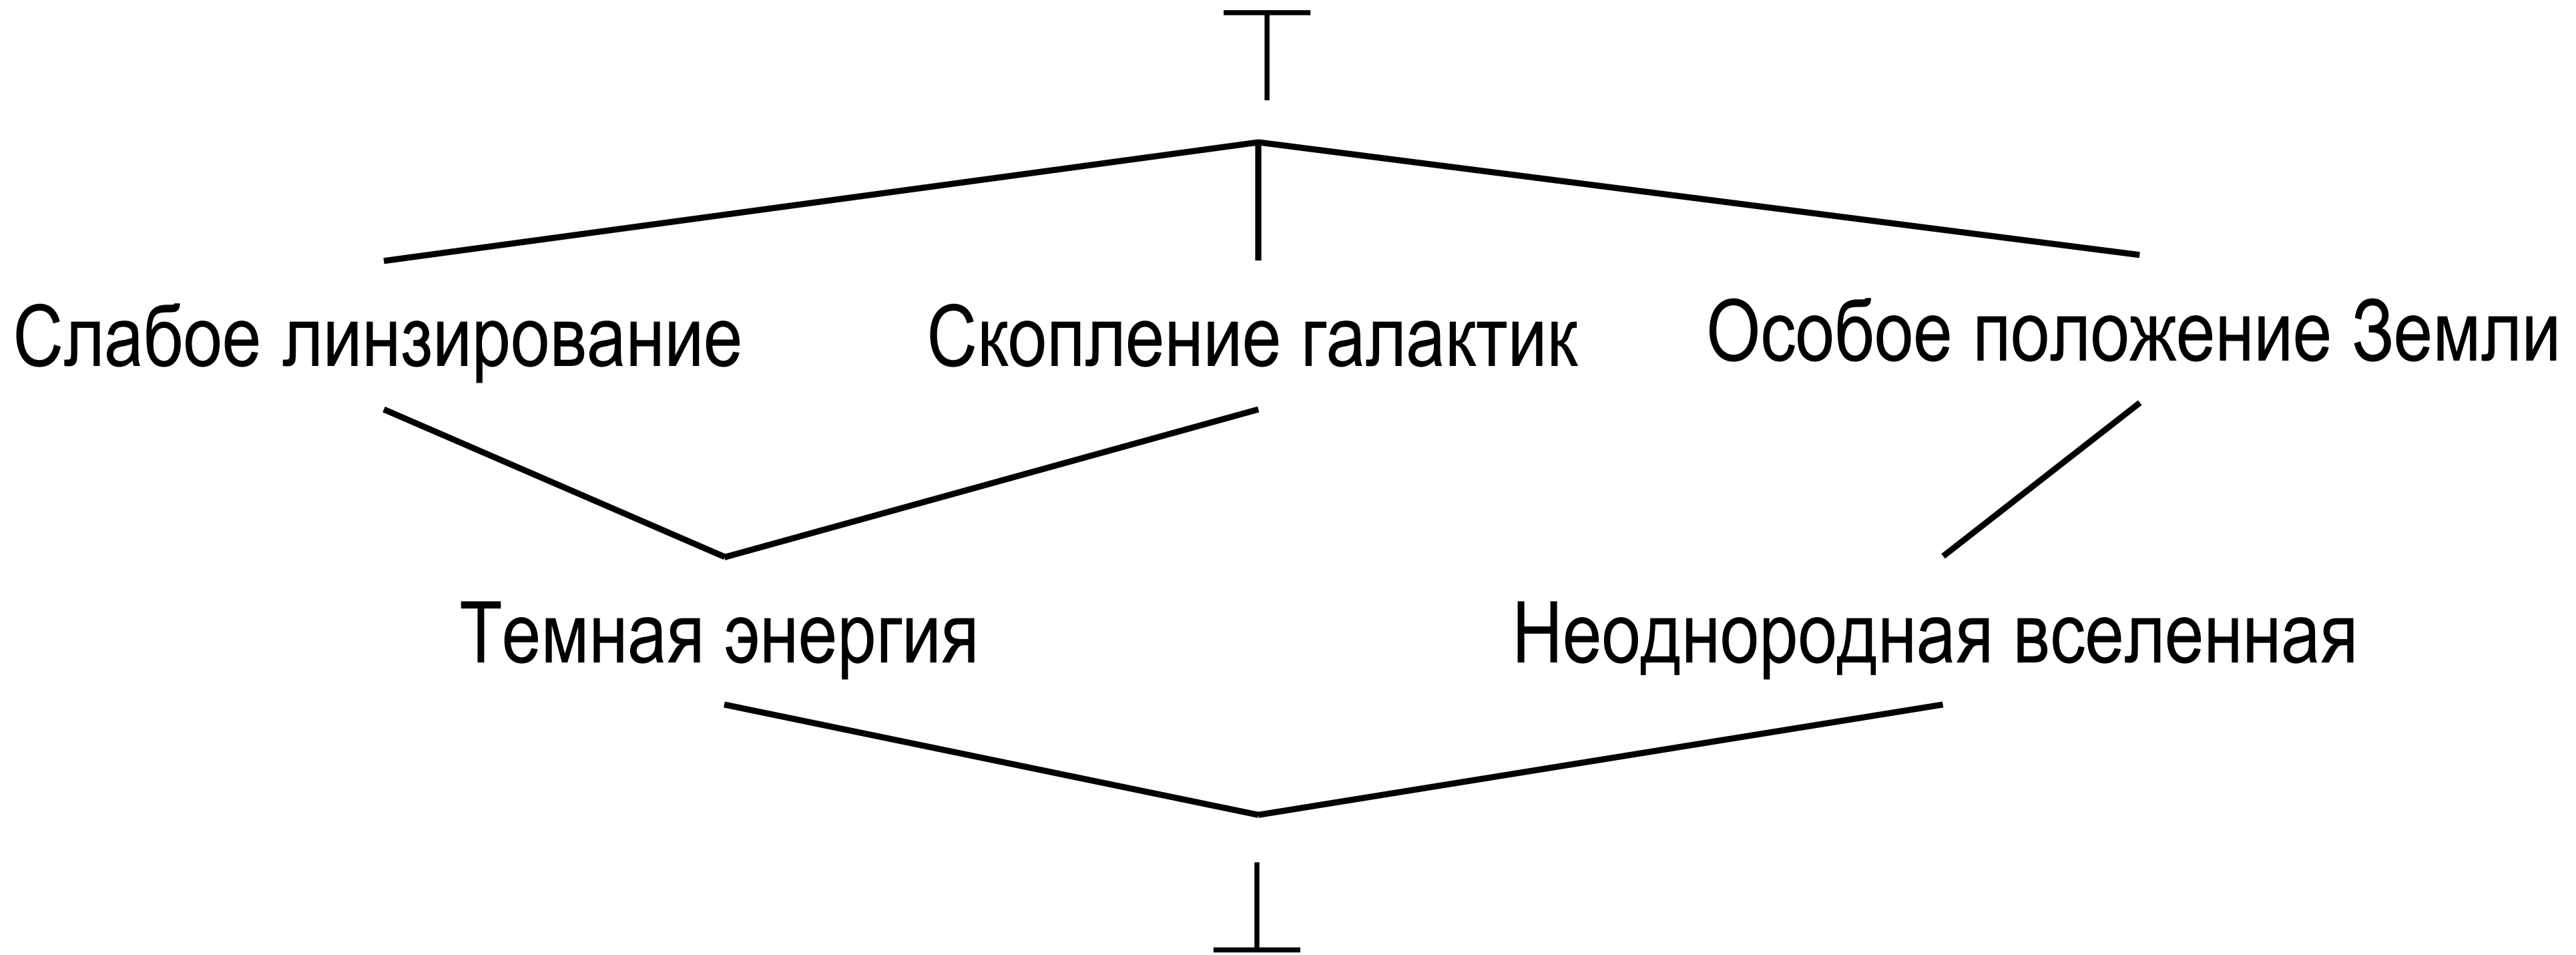 ⊤
Слабое линзирование
Скопление галактик
Особое положение Земли
Темная энергия
Неоднородная вселенная
⊥